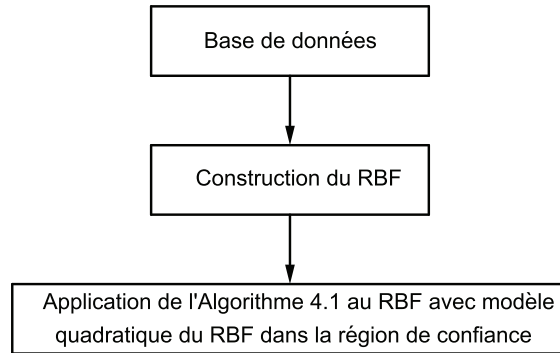 Base de données
Construction du RBF
Application de l'Algorithme 4.1 au RBF avec modèle
quadratique du RBF dans la région de confiance